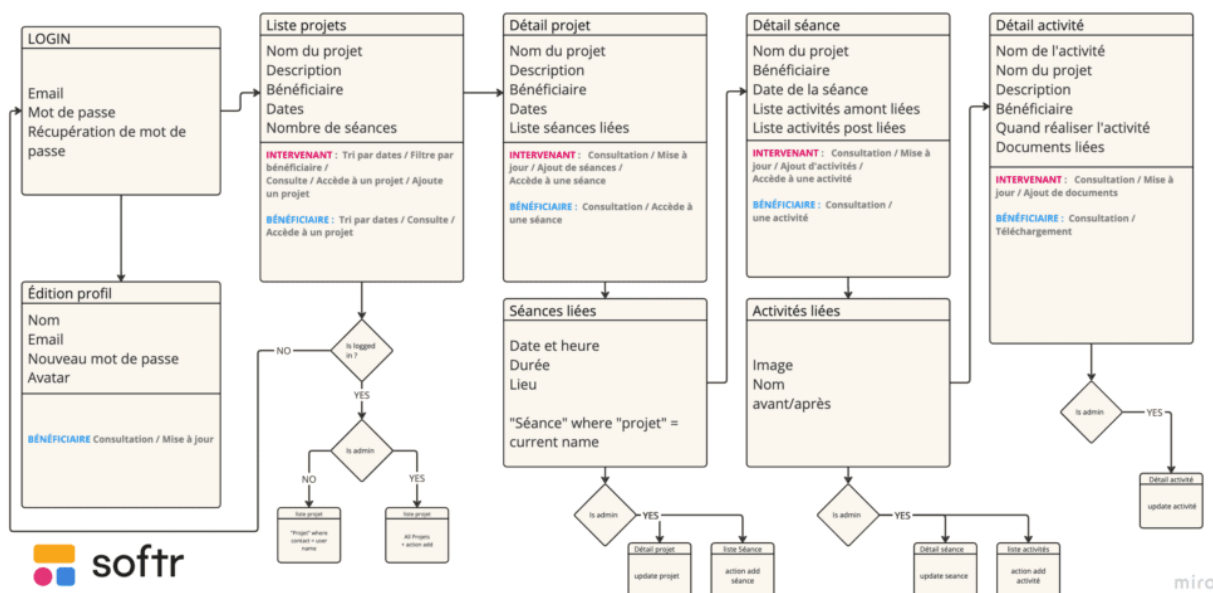 LOGIN
Email
Mot de passe
Récupération de mot de
passe
Édition profil
Nom
Email
Nouveau mot de passe
Avatar
BÉNÉFICIAIRE Consultation / Mise à jour
Liste projets
Nom du projet
Description
Bénéficiaire
Dates
Nombre de séances
INTERVENANT : Tri par dates / Filtre par
bénéficiaire /
Consulte / Accède à un projet / Ajoute
un projet
BÉNÉFICIAIRE : Tri par dates / Consulte /
Accède à un projet
Is logged
in ?
NO
YES
Is admin
NO
YES
liste projet
"Projet" where
contact = user
name
liste projet
All Projets
+ action add
Détail projet
Nom du projet
Description
Bénéficiaire
Dates
Liste séances liées
INTERVENANT : Consultation / Mise à
jour / Ajout de séances /
Accède à une séance
BÉNÉFICIAIRE : Consultation / Accède à
une séance
Séances liées
Date et heure
Durée
Lieu
"Séance" where "projet" =
current name
Is admin
YES
Détail projet
update projet
liste Séance
action add
séance
Détail séance
Nom du projet
Bénéficiaire
Date de la séance
Liste activités amont liées
Liste activités post liées
INTERVENANT : Consultation / Mise à
jour / Ajout d'activités /
Accède à une activité
BÉNÉFICIAIRE : Consultation /
une activité
Activités liées
Image
Nom
avant/après
Is admin
YES
Détail séance
update seance
liste activités
action add
activité
Détail activité
Nom de l'activité
Nom du projet
Description
Bénéficiaire
Quand réaliser l'activité
Documents liées
INTERVENANT : Consultation / Mise à
jour / Ajout de documents
BÉNÉFICIAIRE : Consultation /
Téléchargement
Is admin
YES
Détail activité
update activité
softr
miro